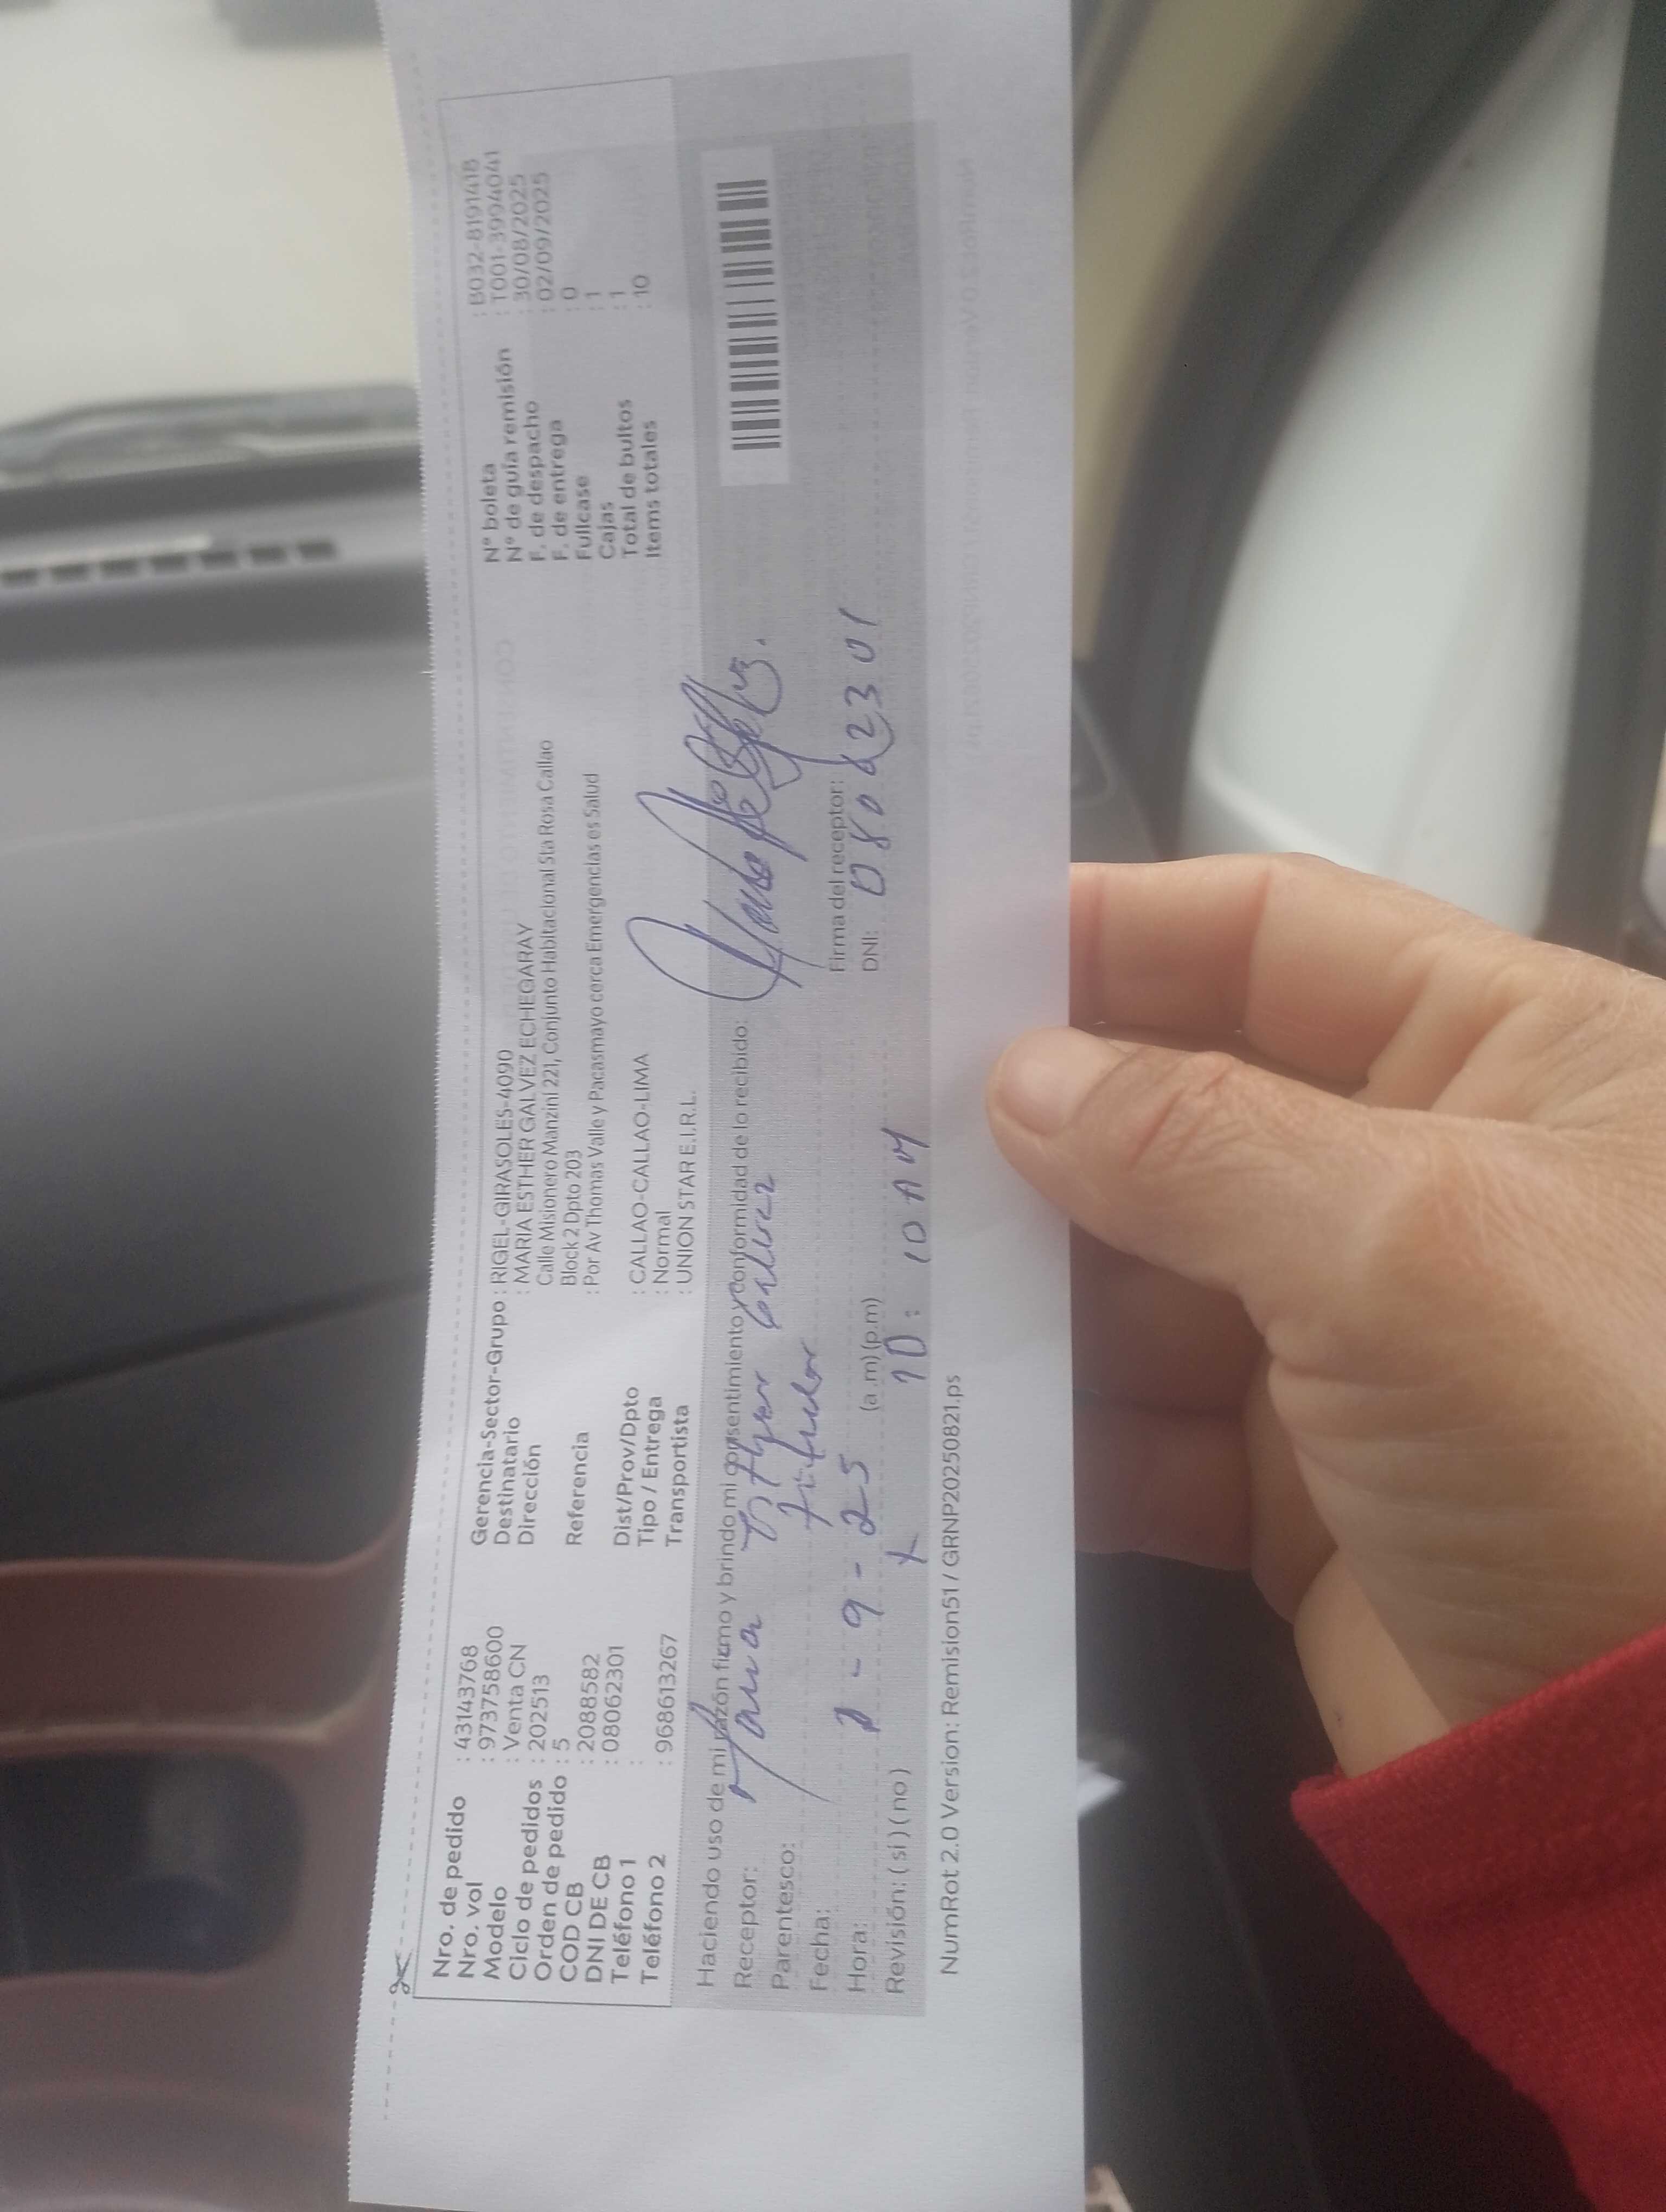 Nro. de pedido : 43143768
Nro. vol : 973758600
Modelo : Venta CN
Ciclo de pedidos : 202513
Orden de pedido : 5
COD CB : 2088582
DNI DE CB : 08062301
Teléfono 1 :
Teléfono 2 : 968613267
Gerencia-Sector-Grupo : RIGEL-GIRASOLES-4090
Destinatario : MARIA ESTHER GALVEZ ECHEGARAY
Dirección Calle Misionero Manzini 221, Conjunto Habitacional Sta Rosa Callao
Block 2 Dpto 203
Referencia : Por Av Thomas Valle y Pacasmayo cerca Emergencias es Salud
Dist/Prov/Dpto : CALLAO-CALLAO-LIMA
Tipo / Entrega : Normal
Transportista : UNION STAR E.I.R.L.
N° boleta : B032-8191418
N° de guía remisión : T001-3994041
F. de despacho : 30/08/2025
F. de entrega : 02/09/2025
Fullcase : 0
Cajas : 1
Total de bultos : 1
Items totales : 10
Haciendo uso de mi razón firmo y brindo mi consentimiento y conformidad de lo recibido:
Receptor: Maria Esther Galvez
Parentesco: titular
Fecha: 2-9-25
Hora: (a.m) (p.m) 10:10 AM
Revisión: ( si ) ( no )
Firma del receptor:
DNI: 08062301
NumRot 2.0 Version: Remision51 / GRNP20250821.ps